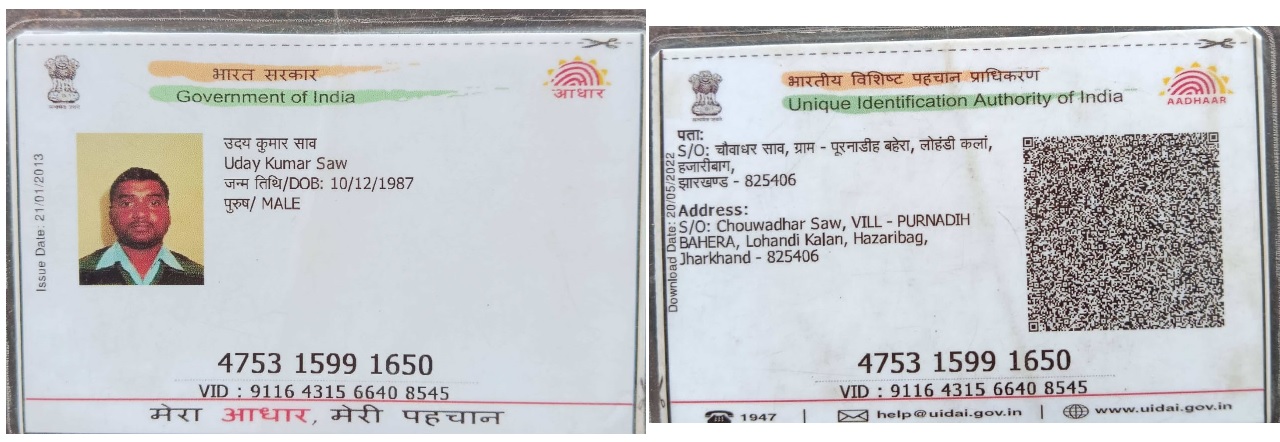 भारत सरकार
Government of India
आधार
Issue Date: 21/01/2013
उदय कुमार साव
Uday Kumar Saw
जन्म तिथि/DOB: 10/12/1987
पुरुष/ MALE
4753 1599 1650
VID : 9116 4315 6640 8545
मेरा आधार, मेरी पहचान
भारतीय विशिष्ट पहचान प्राधिकरण
Unique Identification Authority of India
AADHAAR
Download Date: 20/05/2022
पता:
S/O: चौवाधर साव, ग्राम - पूरनाडीह बहेरा, लोहंडी कलां,
हजारीबाग,
झारखण्ड - 825406
Address:
S/O: Chouwadhar Saw, VILL - PURNADIH
BAHERA, Lohandi Kalan, Hazaribag,
Jharkhand - 825406
4753 1599 1650
VID : 9116 4315 6640 8545
1947 | help@uidai.gov.in | www.uidai.gov.in